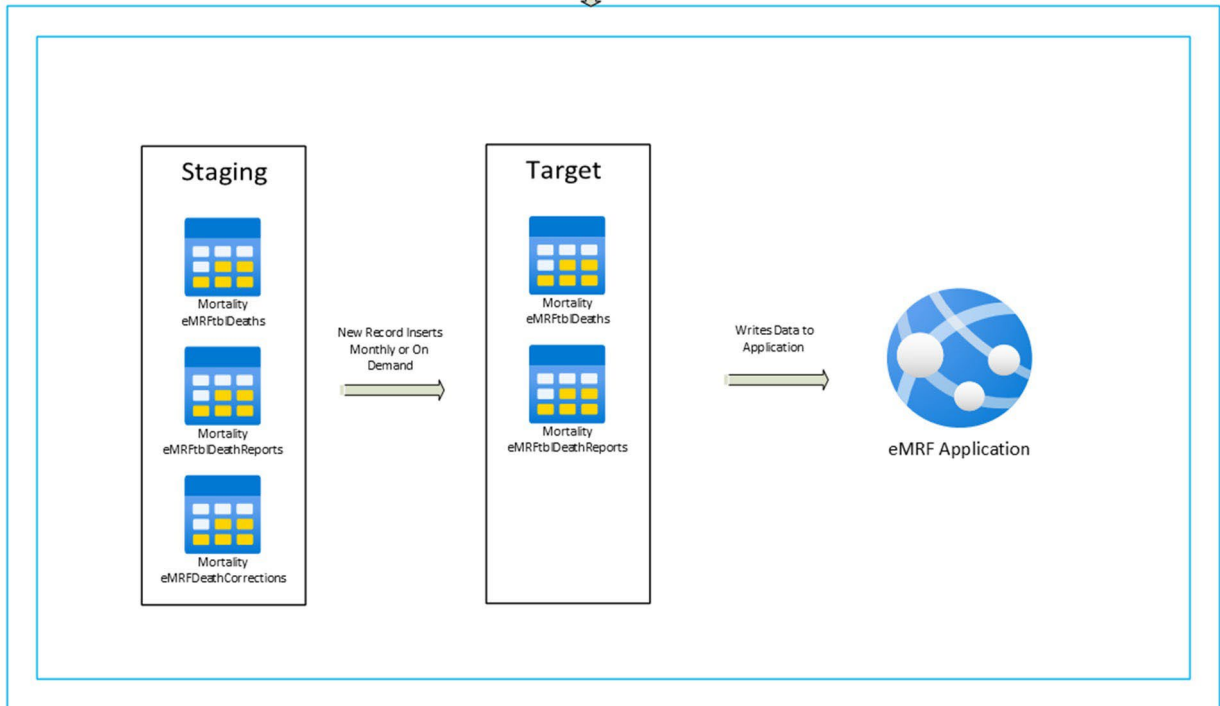 Staging
Mortality
eMRFtblDeaths
Mortality
eMRFtblDeathReports
Mortality
eMRFDeathCorrections
New Record Inserts
Monthly or On
Demand
Target
Mortality
eMRFtblDeaths
Mortality
eMRFtblDeathReports
Writes Data to
Application
eMRF Application